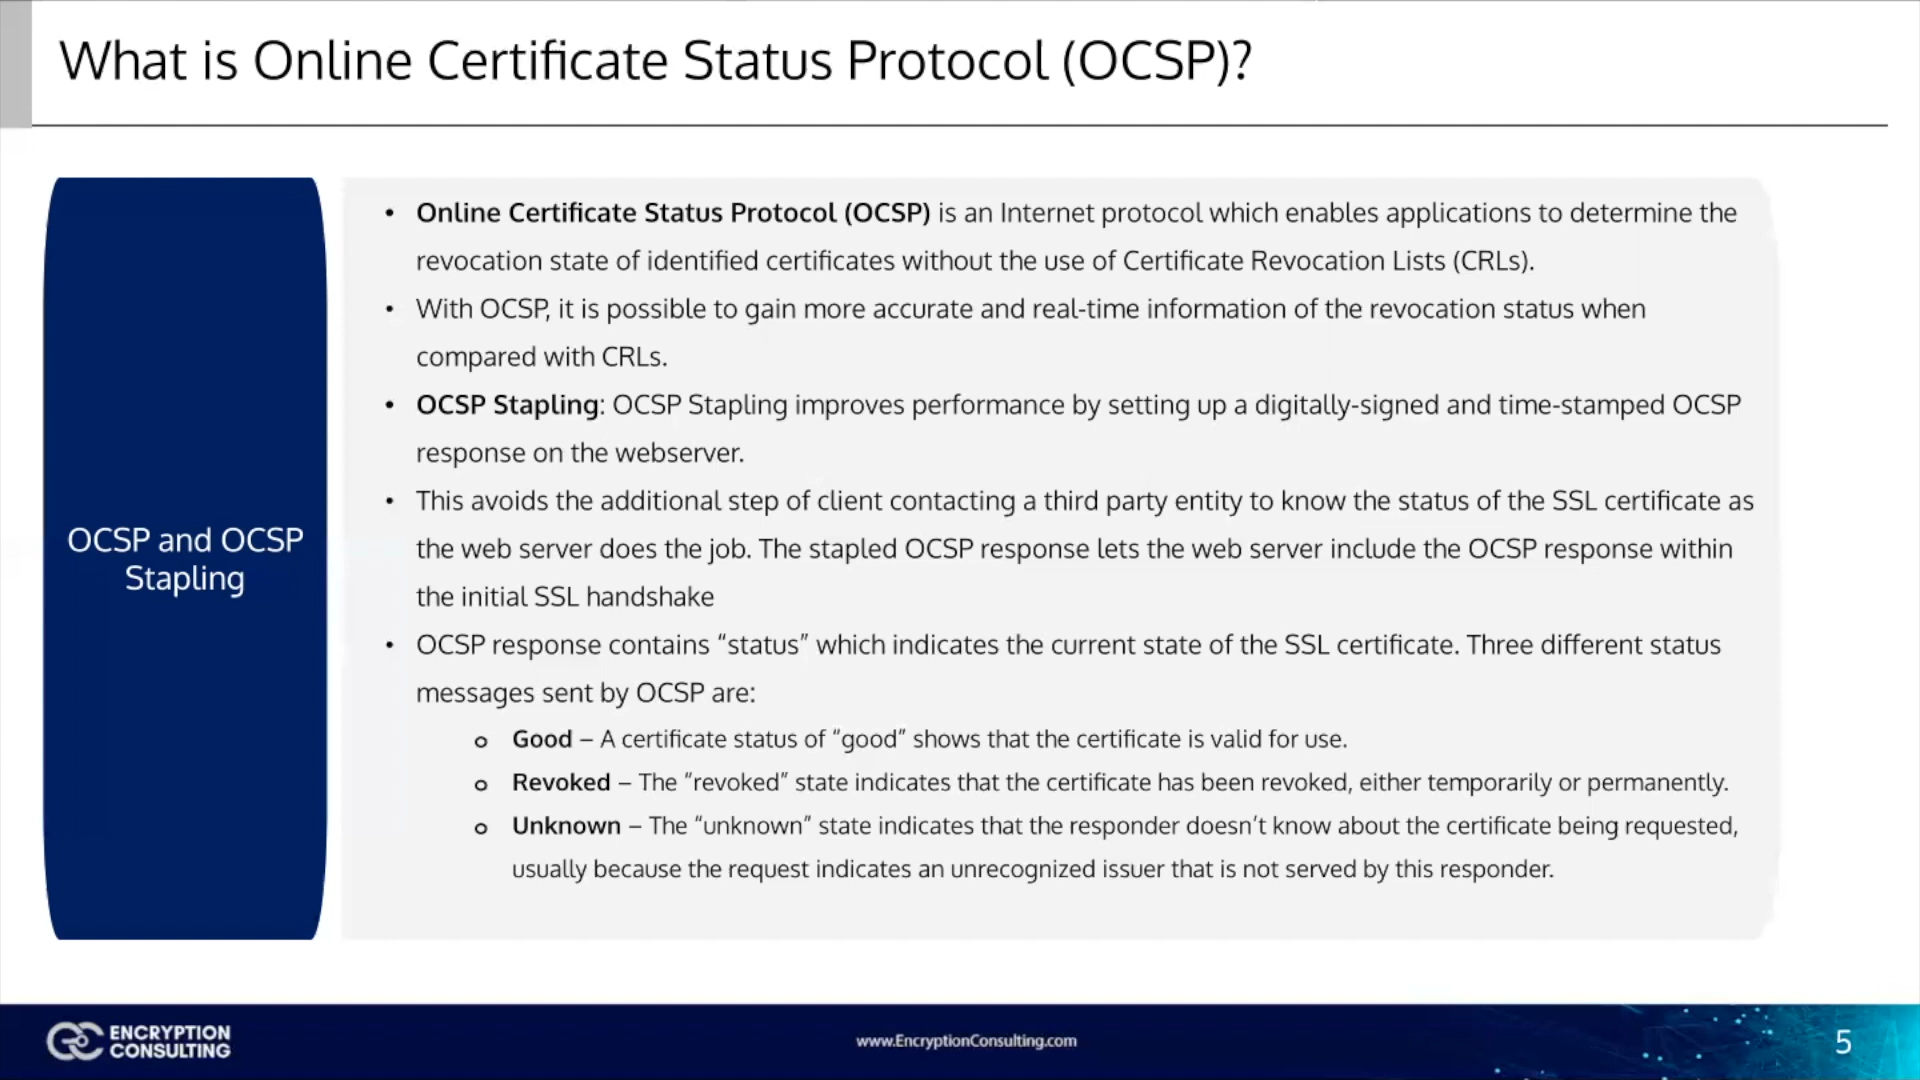 What is Online Certificate Status Protocol (OCSP)?
OCSP and OCSP
Stapling
• Online Certificate Status Protocol (OCSP) is an Internet protocol which enables applications to determine the
revocation state of identified certificates without the use of Certificate Revocation Lists (CRLs).
• With OCSP, it is possible to gain more accurate and real-time information of the revocation status when
compared with CRLs.
• OCSP Stapling: OCSP Stapling improves performance by setting up a digitally-signed and time-stamped OCSP
response on the webserver.
• This avoids the additional step of client contacting a third party entity to know the status of the SSL certificate as
the web server does the job. The stapled OCSP response lets the web server include the OCSP response within
the initial SSL handshake
• OCSP response contains “status” which indicates the current state of the SSL certificate. Three different status
messages sent by OCSP are:
o Good – A certificate status of “good” shows that the certificate is valid for use.
o Revoked – The “revoked” state indicates that the certificate has been revoked, either temporarily or permanently.
o Unknown – The “unknown” state indicates that the responder doesn’t know about the certificate being requested,
usually because the request indicates an unrecognized issuer that is not served by this responder.
ENCRYPTION
CONSULTING
www.EncryptionConsulting.com
5